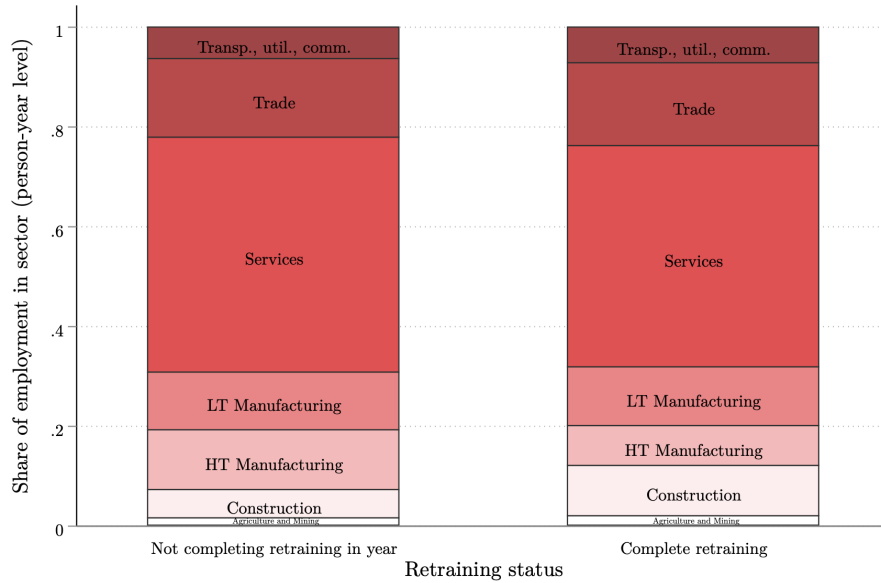 Share of employment in sector (person-year level)
1
.8
.6
.4
.2
0
Transp., util., comm.
Trade
Services
LT Manufacturing
HT Manufacturing
Construction
Agriculture and Mining
Transp., util., comm.
Trade
Services
LT Manufacturing
HT Manufacturing
Construction
Agriculture and Mining
Not completing retraining in year
Complete retraining
Retraining status